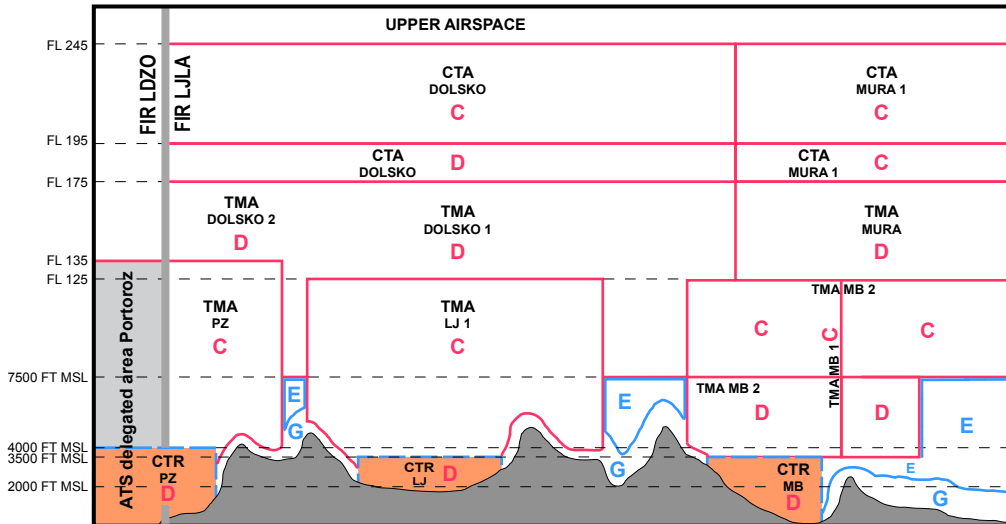 UPPER AIRSPACE
FL 245
FIR LDZO
FIR LJLA
CTA
DOLSKO
C
CTA
MURA 1
C
FL 195
CTA
DOLSKO
D
CTA
MURA 1
C
FL 175
TMA
DOLSKO 2
D
TMA
DOLSKO 1
D
TMA
MURA
D
FL 135
FL 125
ATS delegated area Portoroz
TMA
PZ
C
TMA
LJ 1
C
TMA MB 2
C
C
C
TMA MB 1
7500 FT MSL
E
G
E
G
TMA MB 2
D
D
E
4000 FT MSL
3500 FT MSL
2000 FT MSL
CTR
PZ
D
CTR
LJ
D
CTR
MB
D
E
G